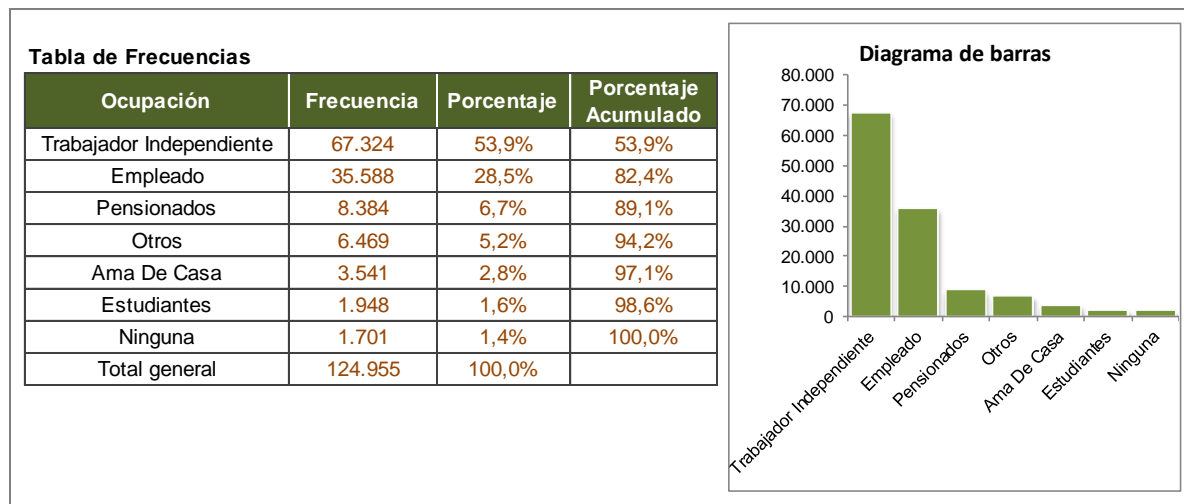 Tabla de Frecuencias
Ocupación Frecuencia Porcentaje Porcentaje Acumulado
Trabajador Independiente 67.324 53,9% 53,9%
Empleado 35.588 28,5% 82,4%
Pensionados 8.384 6,7% 89,1%
Otros 6.469 5,2% 94,2%
Ama De Casa 3.541 2,8% 97,1%
Estudiantes 1.948 1,6% 98,6%
Ninguna 1.701 1,4% 100,0%
Total general 124.955 100,0%
Diagrama de barras
80.000
70.000
60.000
50.000
40.000
30.000
20.000
10.000
0
Trabajador Independiente
Empleado
Pensionados
Otros
Ama De Casa
Estudiantes
Ninguna